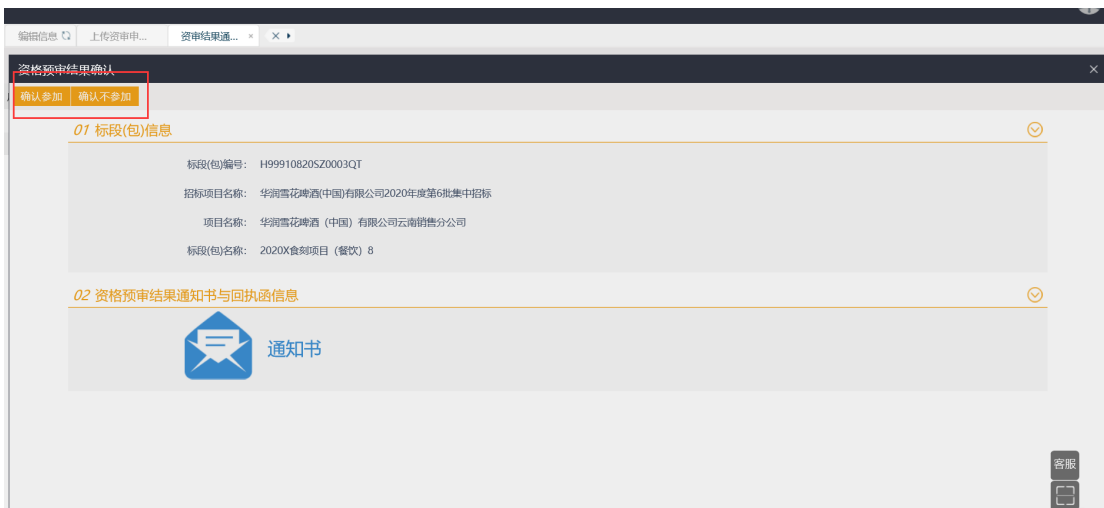 编辑信息
上传资审申...
资审结果通...
资格预审结果确认
确认参加 确认不参加
01 标段(包)信息
标段(包)编号: H99910820SZ0003QT
招标项目名称: 华润雪花啤酒(中国)有限公司2020年度第6批集中招标
项目名称: 华润雪花啤酒（中国）有限公司云南销售分公司
标段(包)名称: 2020X食刻项目（餐饮）8
02 资格预审结果通知书与回执函信息
通知书
客服